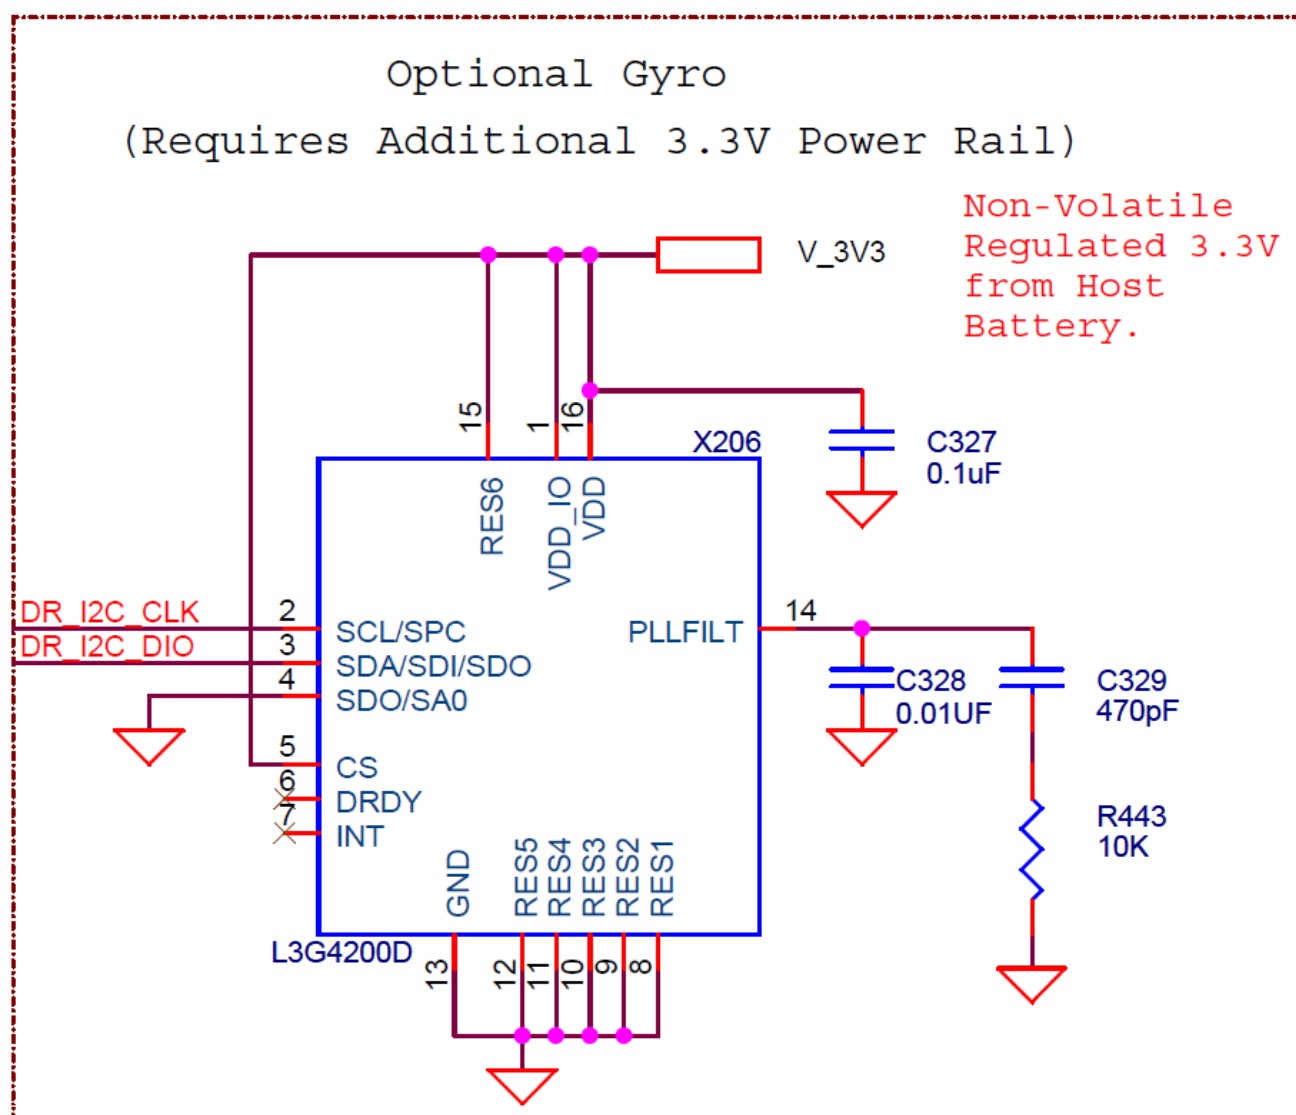 Optional Gyro
(Requires Additional 3.3V Power Rail)
Non-Volatile
Regulated 3.3V
from Host
Battery.
V_3V3
15
1
16
X206
C327
0.1uF
RES6
VDD_IO
VDD
DR_I2C_CLK
2
SCL/SPC
PLLFILT
14
DR_I2C_DIO
3
SDA/SDI/SDO
4
SDO/SA0
C328
0.01UF
C329
470pF
5
CS
6
DRDY
7
INT
R443
10K
GND
RES5
RES4
RES3
RES2
RES1
L3G4200D
13
12
11
10
9
8